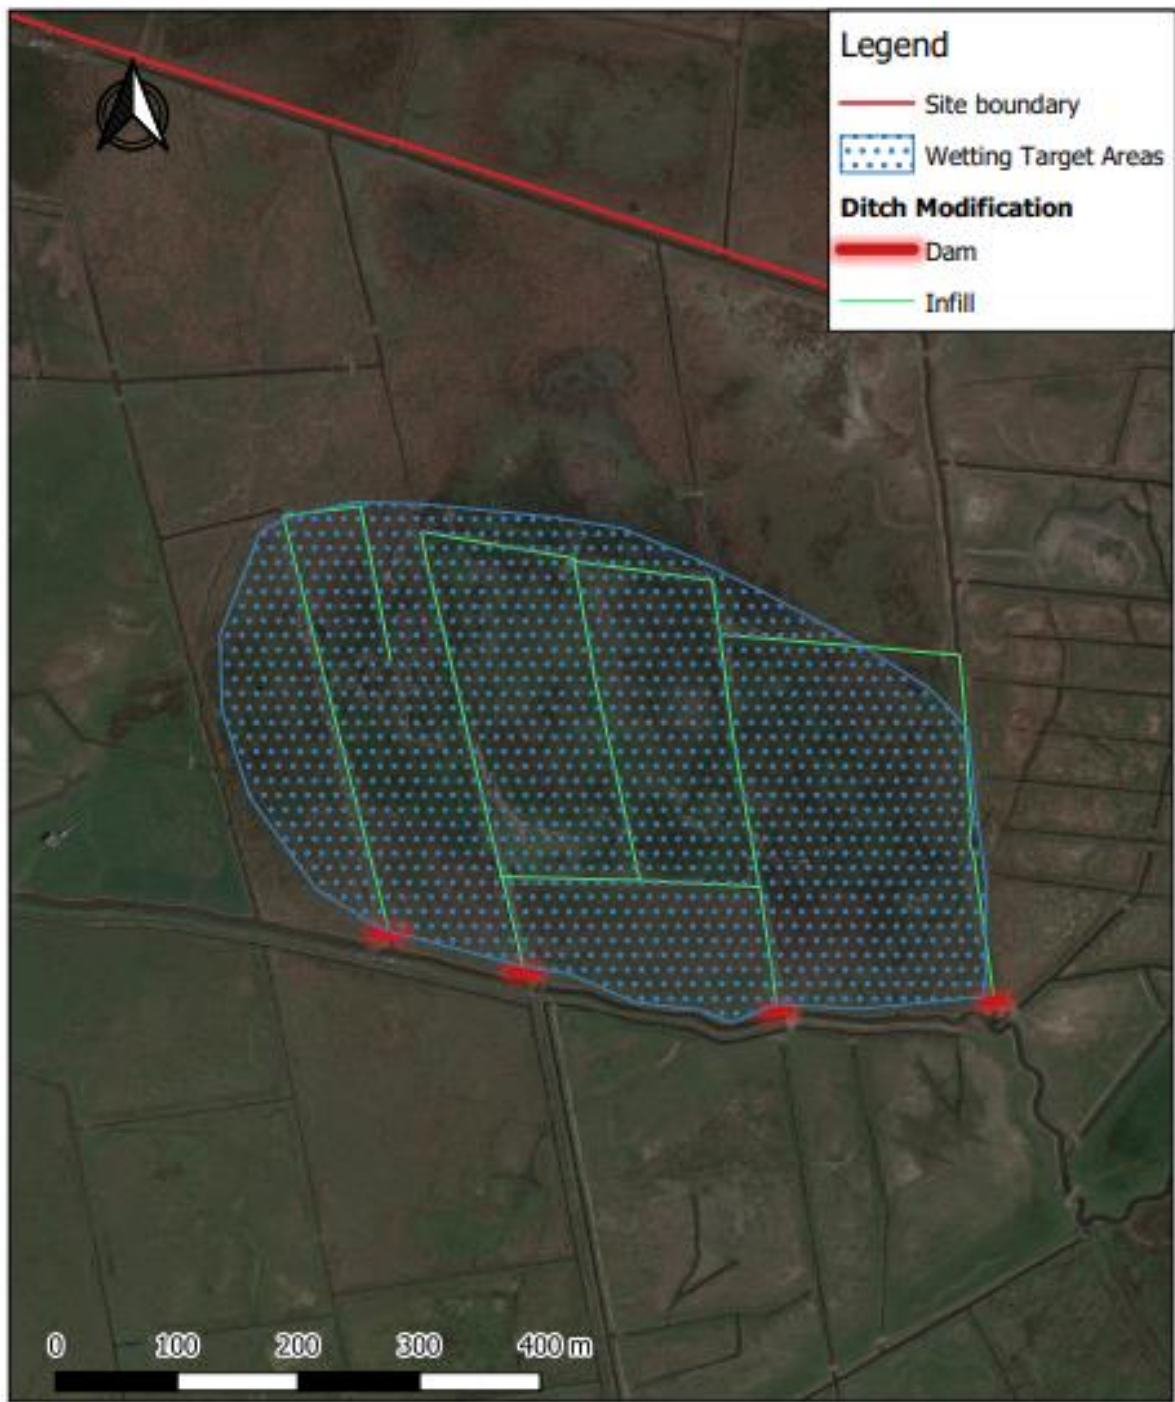 Legend
Site boundary
Wetting Target Areas
Ditch Modification
Dam
Infill
0 100 200 300 400 m